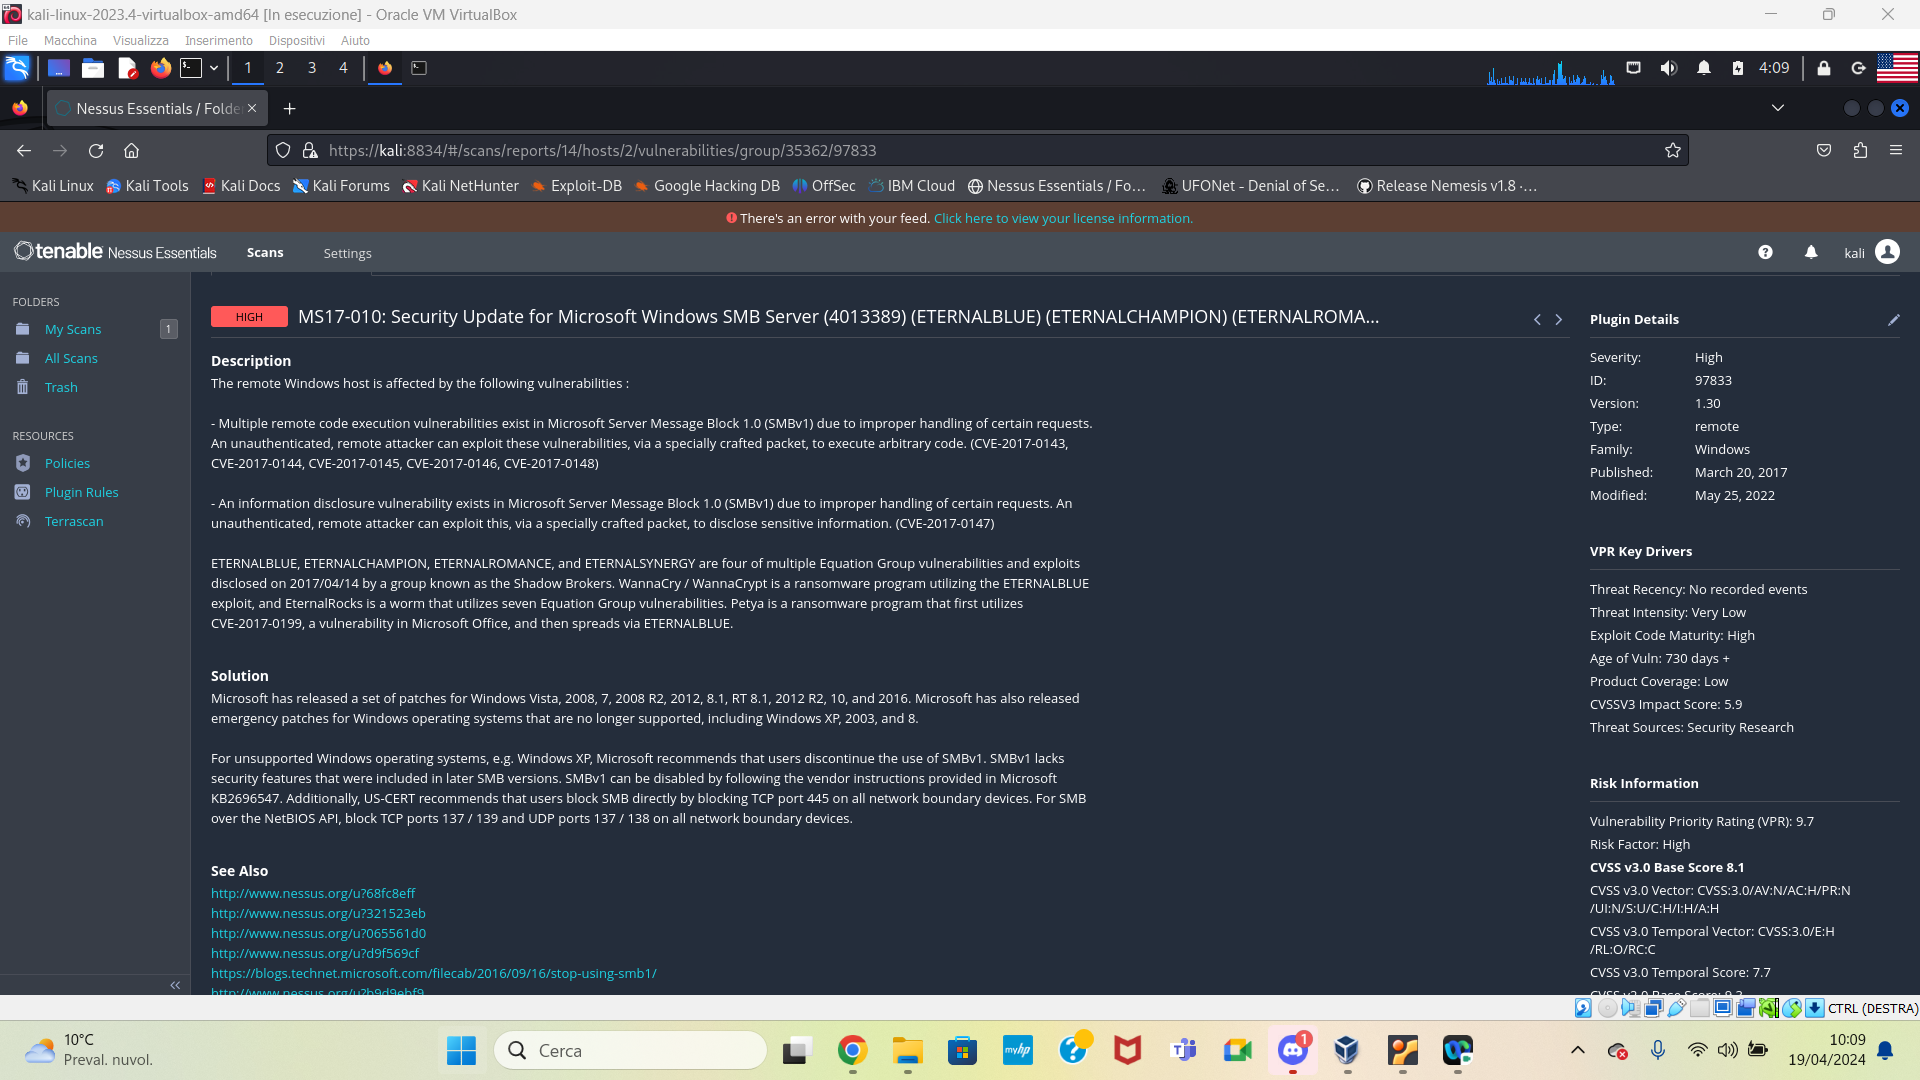 kali-linux-2023.4-virtualbox-amd64 [In esecuzione] - Oracle VM VirtualBox
File Macchina Visualizza Inserimento Dispositivi Aiuto
1 2 3 4 4:09
Nessus Essentials / Folde
https://kali:8834/#/scans/reports/14/hosts/2/vulnerabilities/group/35362/97833
Kali Linux Kali Tools Kali Docs Kali Forums Kali NetHunter Exploit-DB Google Hacking DB OffSec IBM Cloud Nessus Essentials / Fo... UFONet - Denial of Se... Release Nemesis v1.8 ·...
There's an error with your feed. Click here to view your license information.
tenable Nessus Essentials Scans Settings kali
FOLDERS
My Scans 1
All Scans
Trash
RESOURCES
Policies
Plugin Rules
Terrascan
HIGH MS17-010: Security Update for Microsoft Windows SMB Server (4013389) (ETERNALBLUE) (ETERNALCHAMPION) (ETERNALROMA...
Description
The remote Windows host is affected by the following vulnerabilities :
- Multiple remote code execution vulnerabilities exist in Microsoft Server Message Block 1.0 (SMBv1) due to improper handling of certain requests.
An unauthenticated, remote attacker can exploit these vulnerabilities, via a specially crafted packet, to execute arbitrary code. (CVE-2017-0143,
CVE-2017-0144, CVE-2017-0145, CVE-2017-0146, CVE-2017-0148)
- An information disclosure vulnerability exists in Microsoft Server Message Block 1.0 (SMBv1) due to improper handling of certain requests. An
unauthenticated, remote attacker can exploit this, via a specially crafted packet, to disclose sensitive information. (CVE-2017-0147)
ETERNALBLUE, ETERNALCHAMPION, ETERNALROMANCE, and ETERNALSYNERGY are four of multiple Equation Group vulnerabilities and exploits
disclosed on 2017/04/14 by a group known as the Shadow Brokers. WannaCry / WannaCrypt is a ransomware program utilizing the ETERNALBLUE
exploit, and EternalRocks is a worm that utilizes seven Equation Group vulnerabilities. Petya is a ransomware program that first utilizes
CVE-2017-0199, a vulnerability in Microsoft Office, and then spreads via ETERNALBLUE.
Solution
Microsoft has released a set of patches for Windows Vista, 2008, 7, 2008 R2, 2012, 8.1, RT 8.1, 2012 R2, 10, and 2016. Microsoft has also released
emergency patches for Windows operating systems that are no longer supported, including Windows XP, 2003, and 8.
For unsupported Windows operating systems, e.g. Windows XP, Microsoft recommends that users discontinue the use of SMBv1. SMBv1 lacks
security features that were included in later SMB versions. SMBv1 can be disabled by following the vendor instructions provided in Microsoft
KB2696547. Additionally, US-CERT recommends that users block SMB directly by blocking TCP port 445 on all network boundary devices. For SMB
over the NetBIOS API, block TCP ports 137 / 139 and UDP ports 137 / 138 on all network boundary devices.
See Also
http://www.nessus.org/u?68fc8eff
http://www.nessus.org/u?321523eb
http://www.nessus.org/u?065561d0
http://www.nessus.org/u?d9f569cf
https://blogs.technet.microsoft.com/filecab/2016/09/16/stop-using-smb1/
http://www.nessus.org/u?b9d9ebf9
Plugin Details
Severity: High
ID: 97833
Version: 1.30
Type: remote
Family: Windows
Published: March 20, 2017
Modified: May 25, 2022
VPR Key Drivers
Threat Recency: No recorded events
Threat Intensity: Very Low
Exploit Code Maturity: High
Age of Vuln: 730 days +
Product Coverage: Low
CVSSV3 Impact Score: 5.9
Threat Sources: Security Research
Risk Information
Vulnerability Priority Rating (VPR): 9.7
Risk Factor: High
CVSS v3.0 Base Score 8.1
CVSS v3.0 Vector: CVSS:3.0/AV:N/AC:H/PR:N
/UI:N/S:U/C:H/I:H/A:H
CVSS v3.0 Temporal Vector: CVSS:3.0/E:H
/RL:O/RC:C
CVSS v3.0 Temporal Score: 7.7
CVSS v2.0 Base Score: 9.3
CTRL (DESTRA)
10°C
Preval. nuvol.
Cerca
myhp
1
10:09
19/04/2024